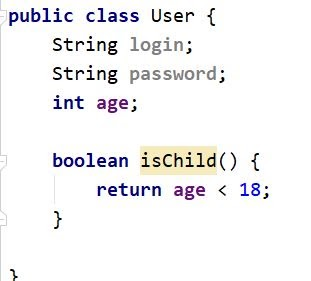 public class User {
    String login;
    String password;
    int age;

    boolean isChild() {
        return age < 18;
    }

}